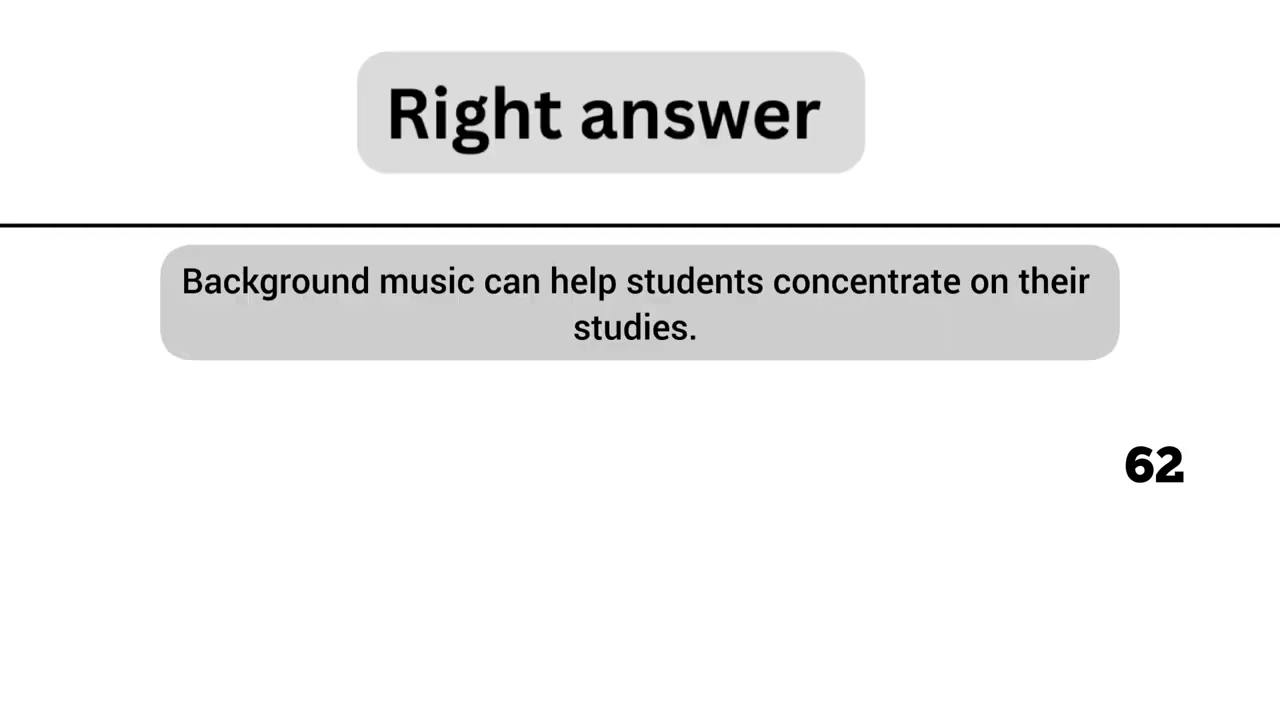 Right answer
Background music can help students concentrate on their
studies.
62